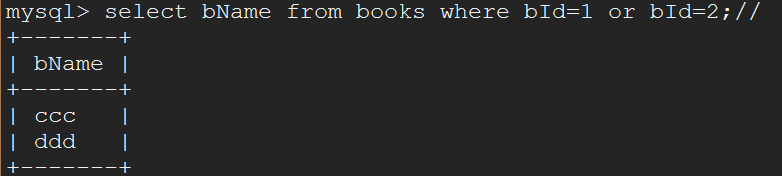 mysql> select bName from books where bId=1 or bId=2;//
+-------+
| bName |
+-------+
| ccc   |
| ddd   |
+-------+